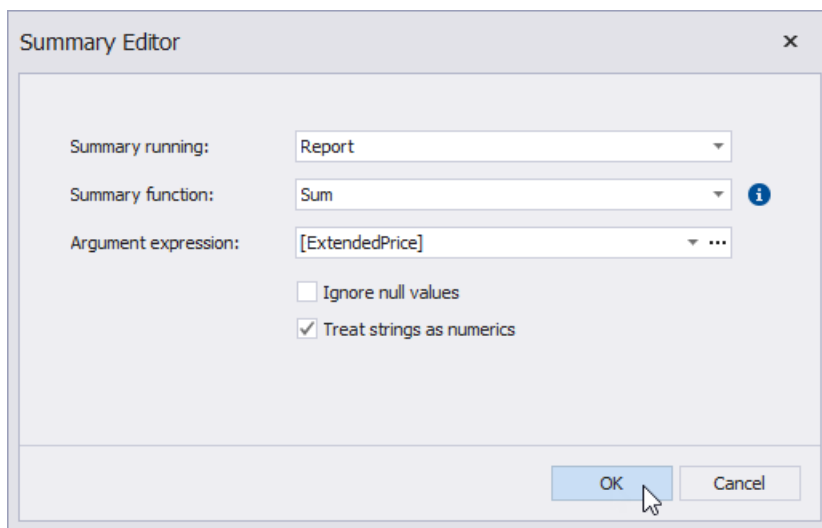 Summary Editor
Summary running: Report
Summary function: Sum
Argument expression: [ExtendedPrice]
Ignore null values
Treat strings as numerics
OK Cancel